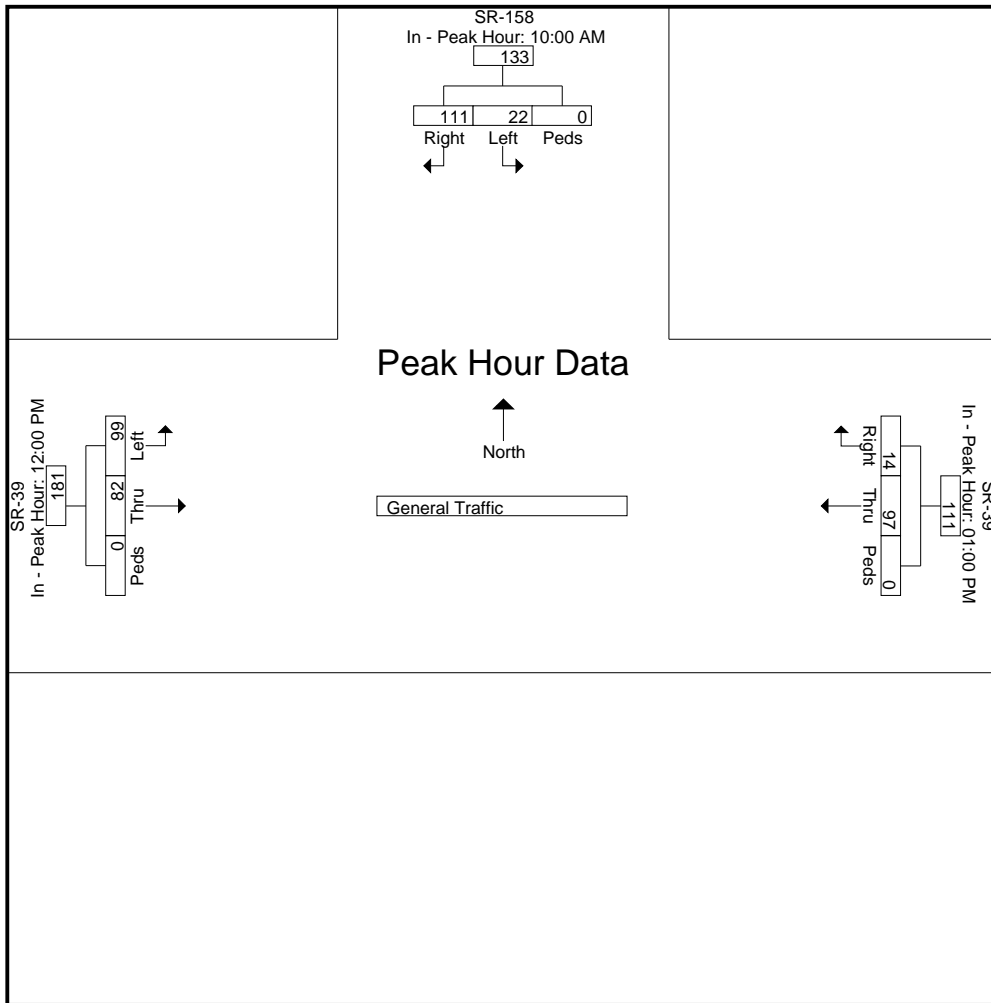 SR-158
In - Peak Hour: 10:00 AM
133
111 22 0
Right Left Peds
Peak Hour Data
North
General Traffic
SR-39
In - Peak Hour: 12:00 PM
181
99 82 0
Left Thru Peds
SR-39
In - Peak Hour: 01:00 PM
111
14 97 0
Right Thru Peds